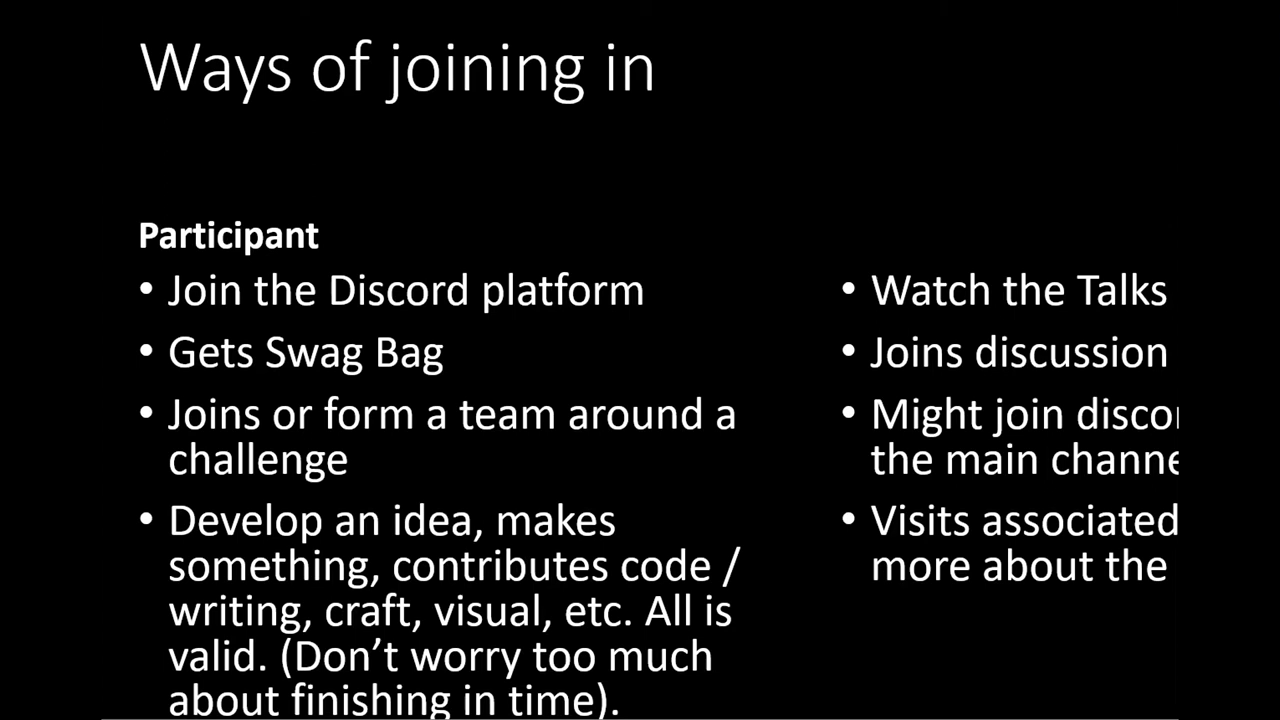 Ways of joining in
Participant
• Join the Discord platform
• Gets Swag Bag
• Joins or form a team around a
challenge
• Develop an idea, makes
something, contributes code /
writing, craft, visual, etc. All is
valid. (Don’t worry too much
about finishing in time).
• Watch the Talks
• Joins discussion
• Might join
the main
• Visits associated
more about the